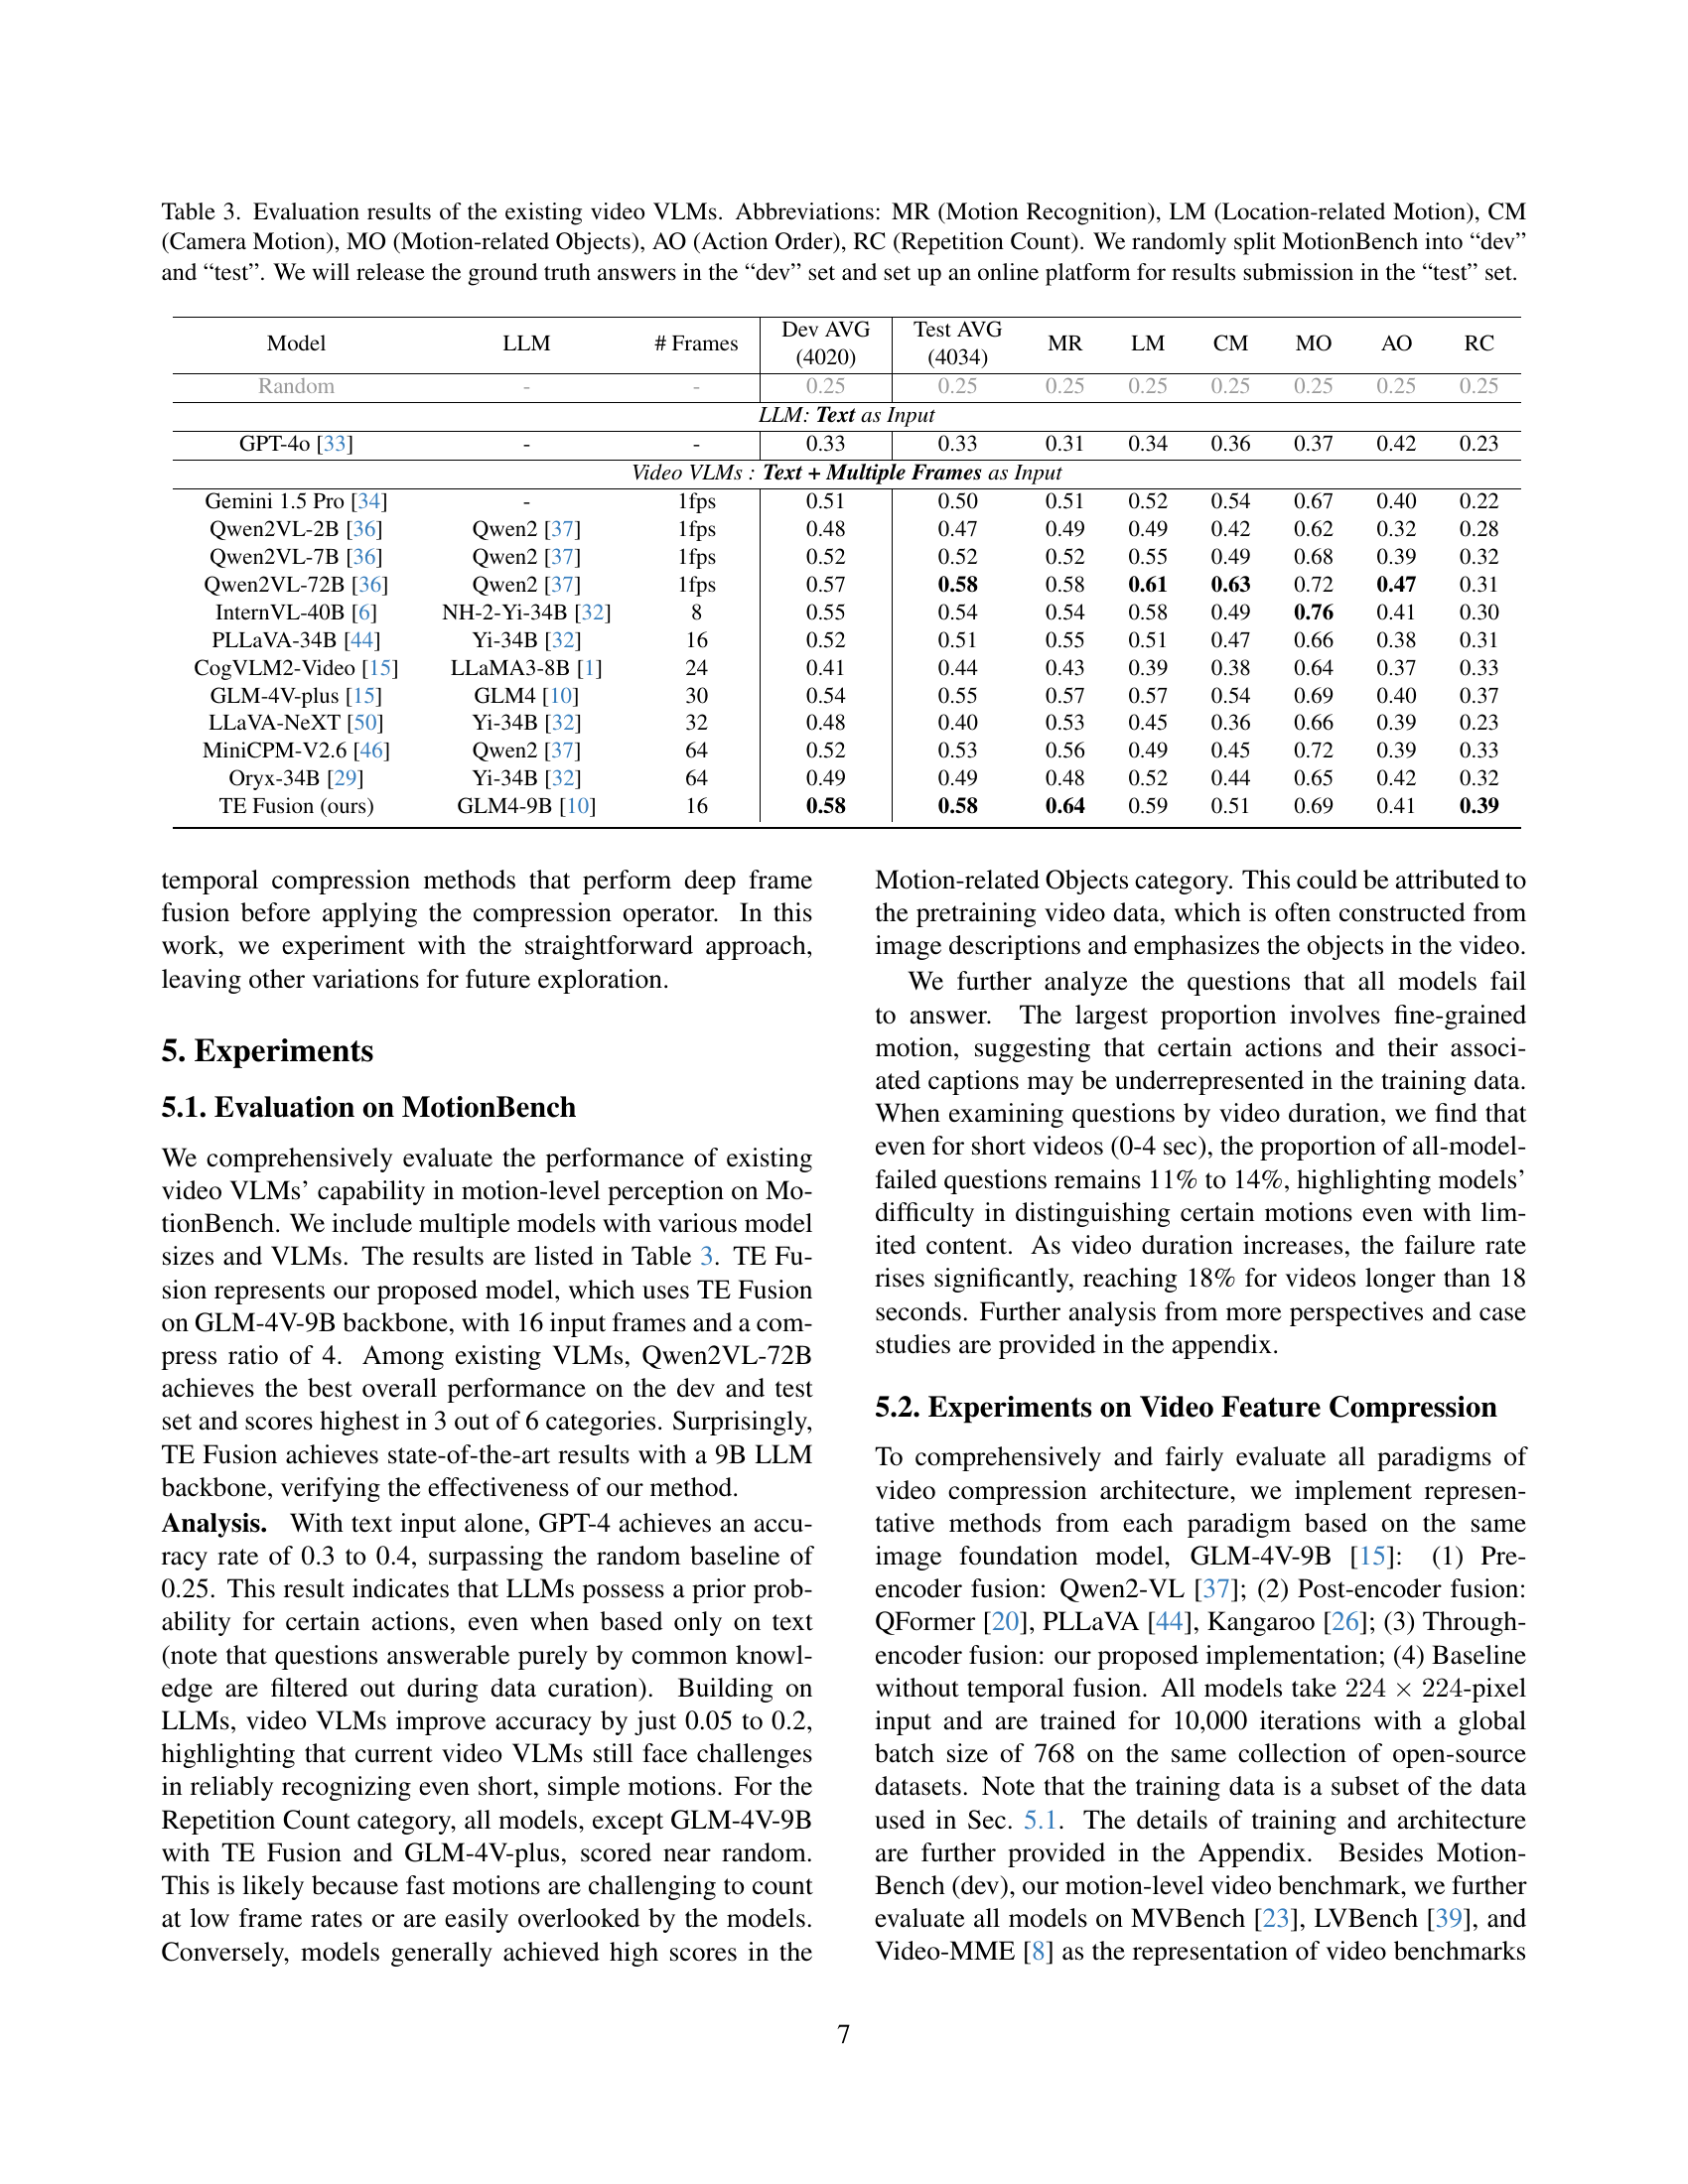 Table 3. Evaluation results of the existing video VLMs. Abbreviations: MR (Motion Recognition), LM (Location-related Motion), CM
(Camera Motion), MO (Motion-related Objects), AO (Action Order), RC (Repetition Count). We randomly split MotionBench into “dev”
and “test”. We will release the ground truth answers in the “dev” set and set up an online platform for results submission in the “test” set.
Model LLM # Frames Dev AVG (4020) Test AVG (4034) MR LM CM MO AO RC
Random - - 0.25 0.25 0.25 0.25 0.25 0.25 0.25 0.25
LLM: Text as Input
GPT-4o [33] - - 0.33 0.33 0.31 0.34 0.36 0.37 0.42 0.23
Video VLMs : Text + Multiple Frames as Input
Gemini 1.5 Pro [34] - 1fps 0.51 0.50 0.51 0.52 0.54 0.67 0.40 0.22
Qwen2VL-2B [36] Qwen2 [37] 1fps 0.48 0.47 0.49 0.49 0.42 0.62 0.32 0.28
Qwen2VL-7B [36] Qwen2 [37] 1fps 0.52 0.52 0.52 0.55 0.49 0.68 0.39 0.32
Qwen2VL-72B [36] Qwen2 [37] 1fps 0.57 0.58 0.58 0.61 0.63 0.72 0.47 0.31
InternVL-40B [6] NH-2-Yi-34B [32] 8 0.55 0.54 0.54 0.58 0.49 0.76 0.41 0.30
PLLaVA-34B [44] Yi-34B [32] 16 0.52 0.51 0.55 0.51 0.47 0.66 0.38 0.31
CogVLM2-Video [15] LLaMA3-8B [1] 24 0.41 0.44 0.43 0.39 0.38 0.64 0.37 0.33
GLM-4V-plus [15] GLM4 [10] 30 0.54 0.55 0.57 0.57 0.54 0.69 0.40 0.37
LLaVA-NeXT [50] Yi-34B [32] 32 0.48 0.40 0.53 0.45 0.36 0.66 0.39 0.23
MiniCPM-V2.6 [46] Qwen2 [37] 64 0.52 0.53 0.56 0.49 0.45 0.72 0.39 0.33
Oryx-34B [29] Yi-34B [32] 64 0.49 0.49 0.48 0.52 0.44 0.65 0.42 0.32
TE Fusion (ours) GLM4-9B [10] 16 0.58 0.58 0.64 0.59 0.51 0.69 0.41 0.39
temporal compression methods that perform deep frame
fusion before applying the compression operator. In this
work, we experiment with the straightforward approach,
leaving other variations for future exploration.
5. Experiments
5.1. Evaluation on MotionBench
We comprehensively evaluate the performance of existing
video VLMs’ capability in motion-level perception on Mo-
tionBench. We include multiple models with various model
sizes and VLMs. The results are listed in Table 3. TE Fu-
sion represents our proposed model, which uses TE Fusion
on GLM-4V-9B backbone, with 16 input frames and a com-
press ratio of 4. Among existing VLMs, Qwen2VL-72B
achieves the best overall performance on the dev and test
set and scores highest in 3 out of 6 categories. Surprisingly,
TE Fusion achieves state-of-the-art results with a 9B LLM
backbone, verifying the effectiveness of our method.
Analysis. With text input alone, GPT-4 achieves an accu-
racy rate of 0.3 to 0.4, surpassing the random baseline of
0.25. This result indicates that LLMs possess a prior prob-
ability for certain actions, even when based only on text
(note that questions answerable purely by common knowl-
edge are filtered out during data curation). Building on
LLMs, video VLMs improve accuracy by just 0.05 to 0.2,
highlighting that current video VLMs still face challenges
in reliably recognizing even short, simple motions. For the
Repetition Count category, all models, except GLM-4V-9B
with TE Fusion and GLM-4V-plus, scored near random.
This is likely because fast motions are challenging to count
at low frame rates or are easily overlooked by the models.
Conversely, models generally achieved high scores in the
Motion-related Objects category. This could be attributed to
the pretraining video data, which is often constructed from
image descriptions and emphasizes the objects in the video.
We further analyze the questions that all models fail
to answer. The largest proportion involves fine-grained
motion, suggesting that certain actions and their associ-
ated captions may be underrepresented in the training data.
When examining questions by video duration, we find that
even for short videos (0-4 sec), the proportion of all-model-
failed questions remains 11% to 14%, highlighting models’
difficulty in distinguishing certain motions even with lim-
ited content. As video duration increases, the failure rate
rises significantly, reaching 18% for videos longer than 18
seconds. Further analysis from more perspectives and case
studies are provided in the appendix.
5.2. Experiments on Video Feature Compression
To comprehensively and fairly evaluate all paradigms of
video compression architecture, we implement represen-
tative methods from each paradigm based on the same
image foundation model, GLM-4V-9B [15]: (1) Pre-
encoder fusion: Qwen2-VL [37]; (2) Post-encoder fusion:
QFormer [20], PLLaVA [44], Kangaroo [26]; (3) Through-
encoder fusion: our proposed implementation; (4) Baseline
without temporal fusion. All models take 224 × 224-pixel
input and are trained for 10,000 iterations with a global
batch size of 768 on the same collection of open-source
datasets. Note that the training data is a subset of the data
used in Sec. 5.1. The details of training and architecture
are further provided in the Appendix. Besides Motion-
Bench (dev), our motion-level video benchmark, we further
evaluate all models on MVBench [23], LVBench [39], and
Video-MME [8] as the representation of video benchmarks
7